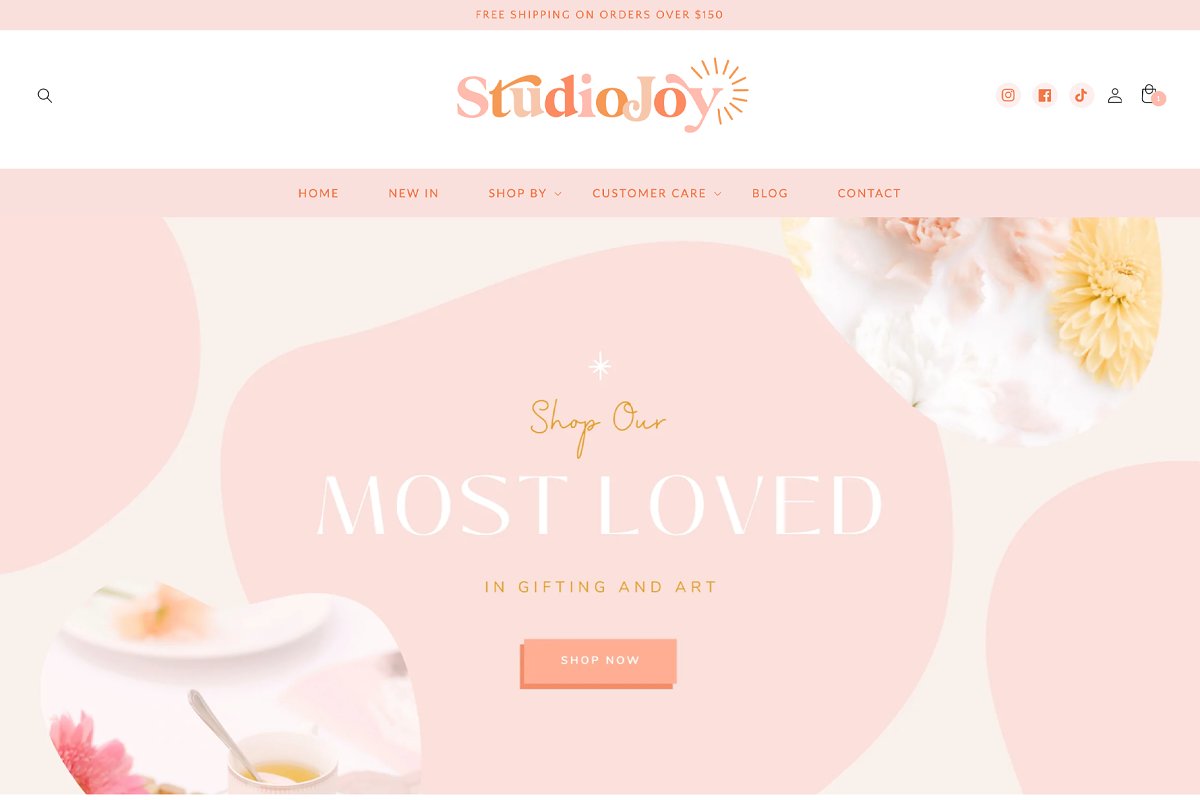 FREE SHIPPING ON ORDERS OVER $150
StudioJoy
1
HOME NEW IN SHOP BY CUSTOMER CARE BLOG CONTACT
Shop Our
MOST LOVED
IN GIFTING AND ART
SHOP NOW